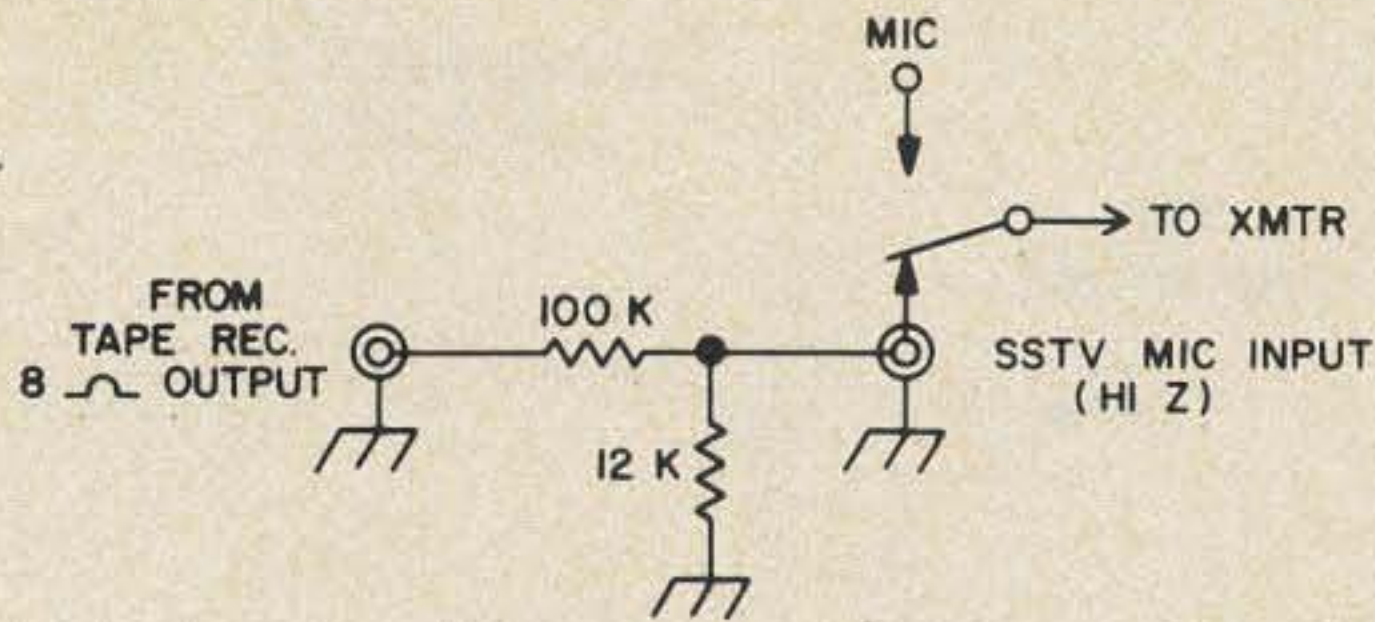 MIC
TO XMTR
FROM
TAPE REC.
8 Ω OUTPUT
100 K
SSTV MIC INPUT
(HI Z)
12 K